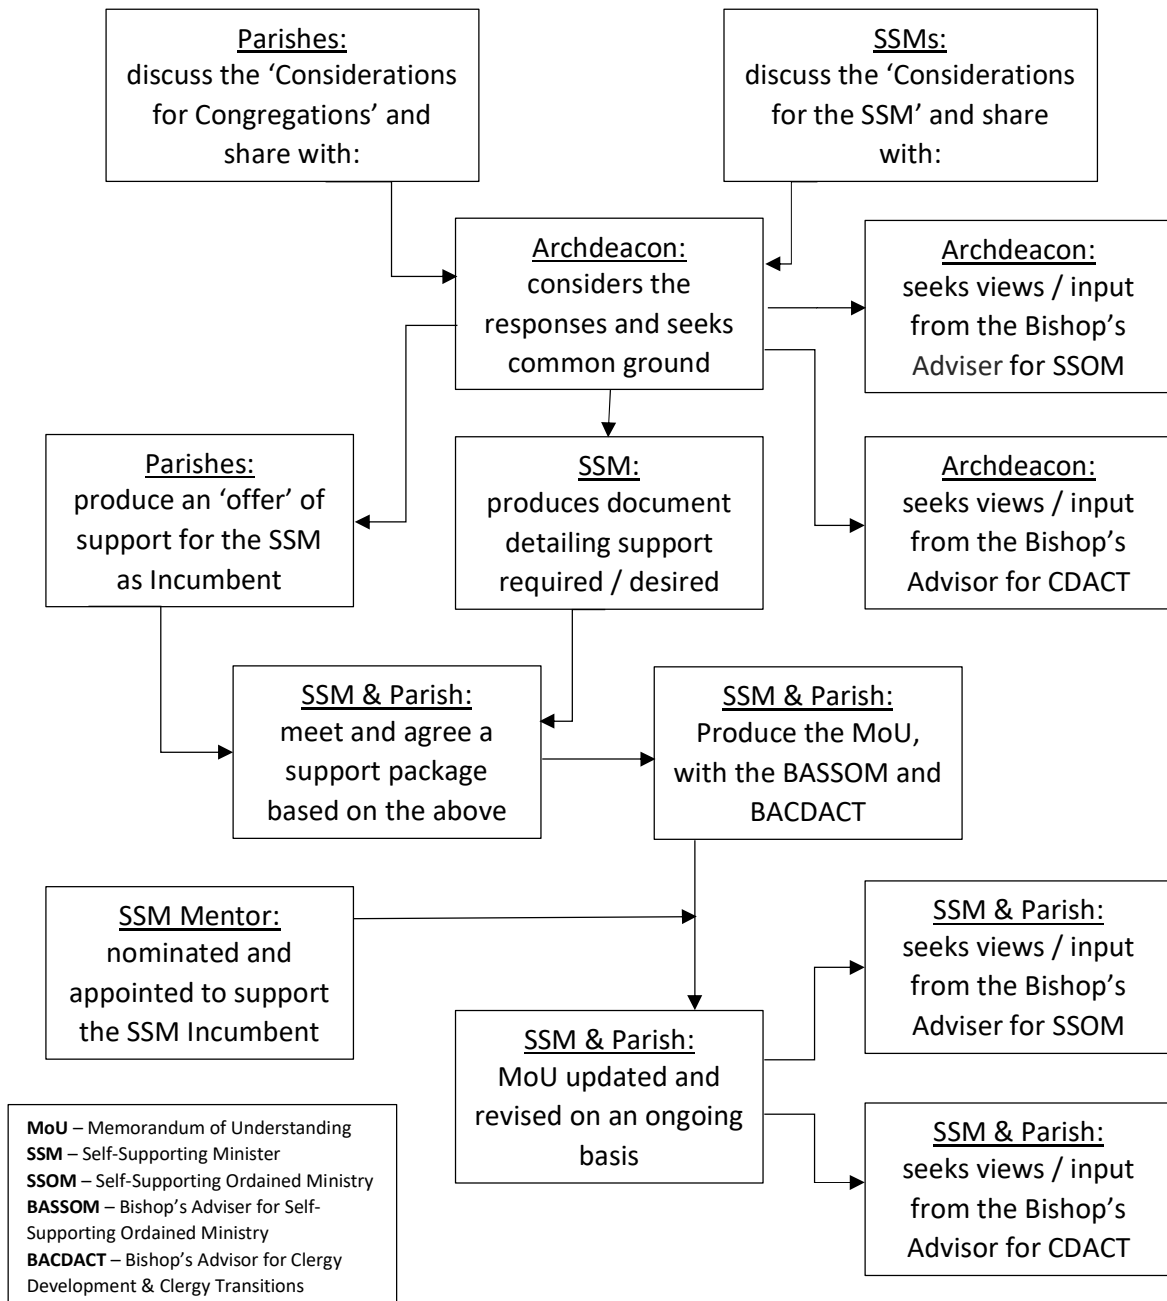 Parishes:
discuss the ‘Considerations
for Congregations’ and
share with:
SSMs:
discuss the ‘Considerations
for the SSM’ and share
with:
Archdeacon:
considers the
responses and seeks
common ground
Archdeacon:
seeks views / input
from the Bishop’s
Adviser for SSOM
Parishes:
produce an ‘offer’ of
support for the SSM
as Incumbent
SSM:
produces document
detailing support
required / desired
Archdeacon:
seeks views / input
from the Bishop’s
Advisor for CDACT
SSM & Parish:
meet and agree a
support package
based on the above
SSM & Parish:
Produce the MoU,
with the BASSOM and
BACDACT
SSM Mentor:
nominated and
appointed to support
the SSM Incumbent
SSM & Parish:
seeks views / input
from the Bishop’s
Adviser for SSOM
SSM & Parish:
MoU updated and
revised on an ongoing
basis
SSM & Parish:
seeks views / input
from the Bishop’s
Advisor for CDACT
MoU – Memorandum of Understanding
SSM – Self-Supporting Minister
SSOM – Self-Supporting Ordained Ministry
BASSOM – Bishop’s Adviser for Self-
Supporting Ordained Ministry
BACDACT – Bishop’s Advisor for Clergy
Development & Clergy Transitions